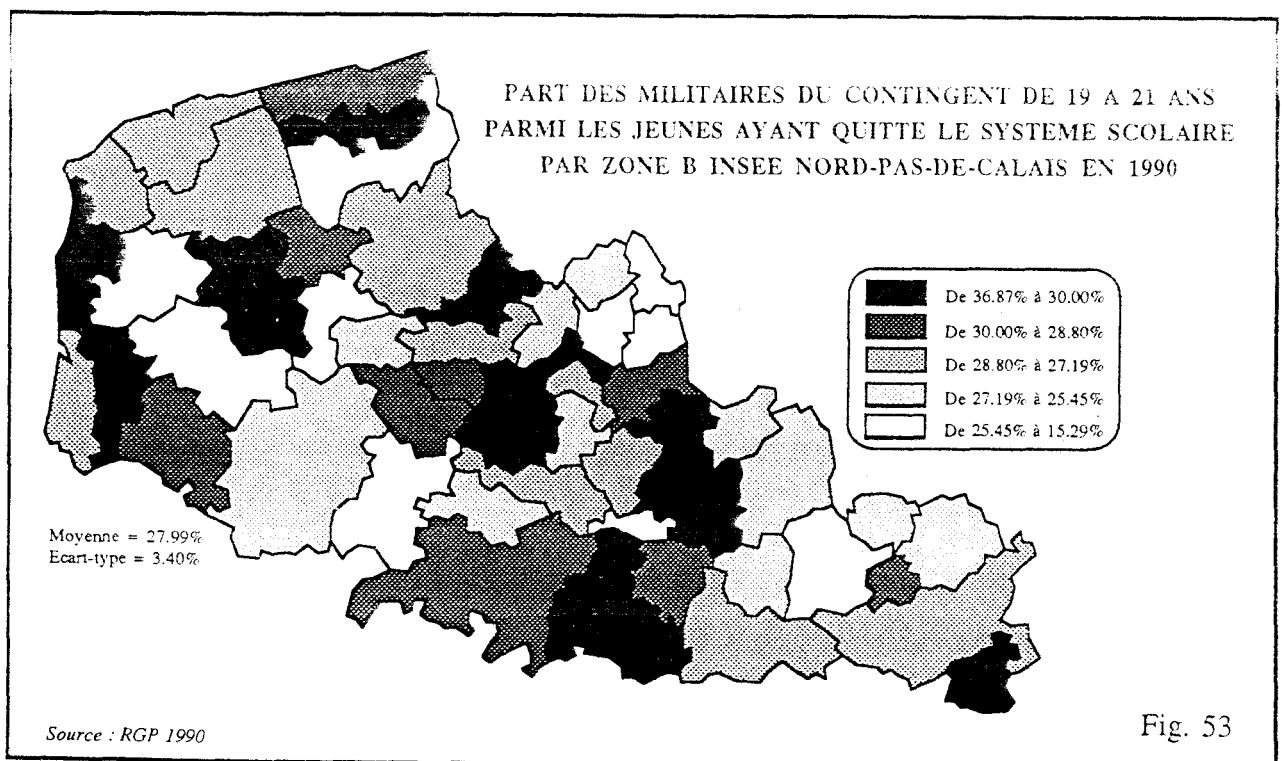 PART DES MILITAIRES DU CONTINGENT DE 19 A 21 ANS
PARMI LES JEUNES AYANT QUITTE LE SYSTEME SCOLAIRE
PAR ZONE B INSEE NORD-PAS-DE-CALAIS EN 1990
De 36.87% à 30.00%
De 30.00% à 28.80%
De 28.80% à 27.19%
De 27.19% à 25.45%
De 25.45% à 15.29%
Moyenne = 27.99%
Ecart-type = 3.40%
Source : RGP 1990
Fig. 53